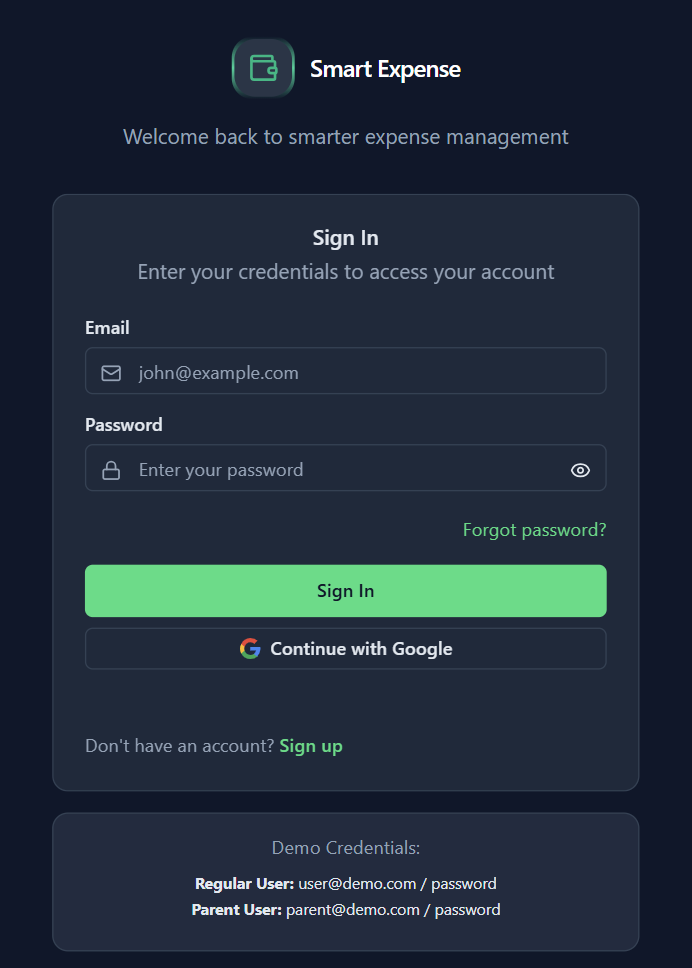 Smart Expense
Welcome back to smarter expense management
Sign In
Enter your credentials to access your account
Email
john@example.com
Password
Enter your password
Forgot password?
Sign In
Continue with Google
Don't have an account? Sign up
Demo Credentials:
Regular User: user@demo.com / password
Parent User: parent@demo.com / password